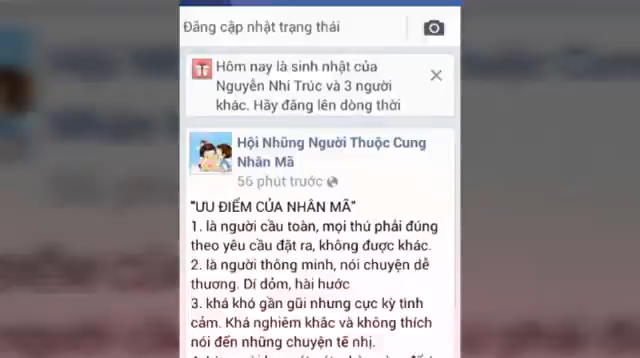 Đăng cập nhật trạng thái
Hôm nay là sinh nhật của
Nguyễn Nhi Trúc và 3 người
khác. Hãy đăng lên dòng thời
Hội Những Người Thuộc Cung
Nhân Mã
56 phút trước
"ƯU ĐIỂM CỦA NHÂN MÃ"
1. là người cầu toàn, mọi thứ phải đúng
theo yêu cầu đặt ra, không được khác.
2. là người thông minh, nói chuyện dễ
thương. Dí dỏm, hài hước
3. khá khó gần gũi nhưng cực kỳ tình
cảm. Khá nghiêm khắc và không thích
nói đến những chuyện tế nhị.